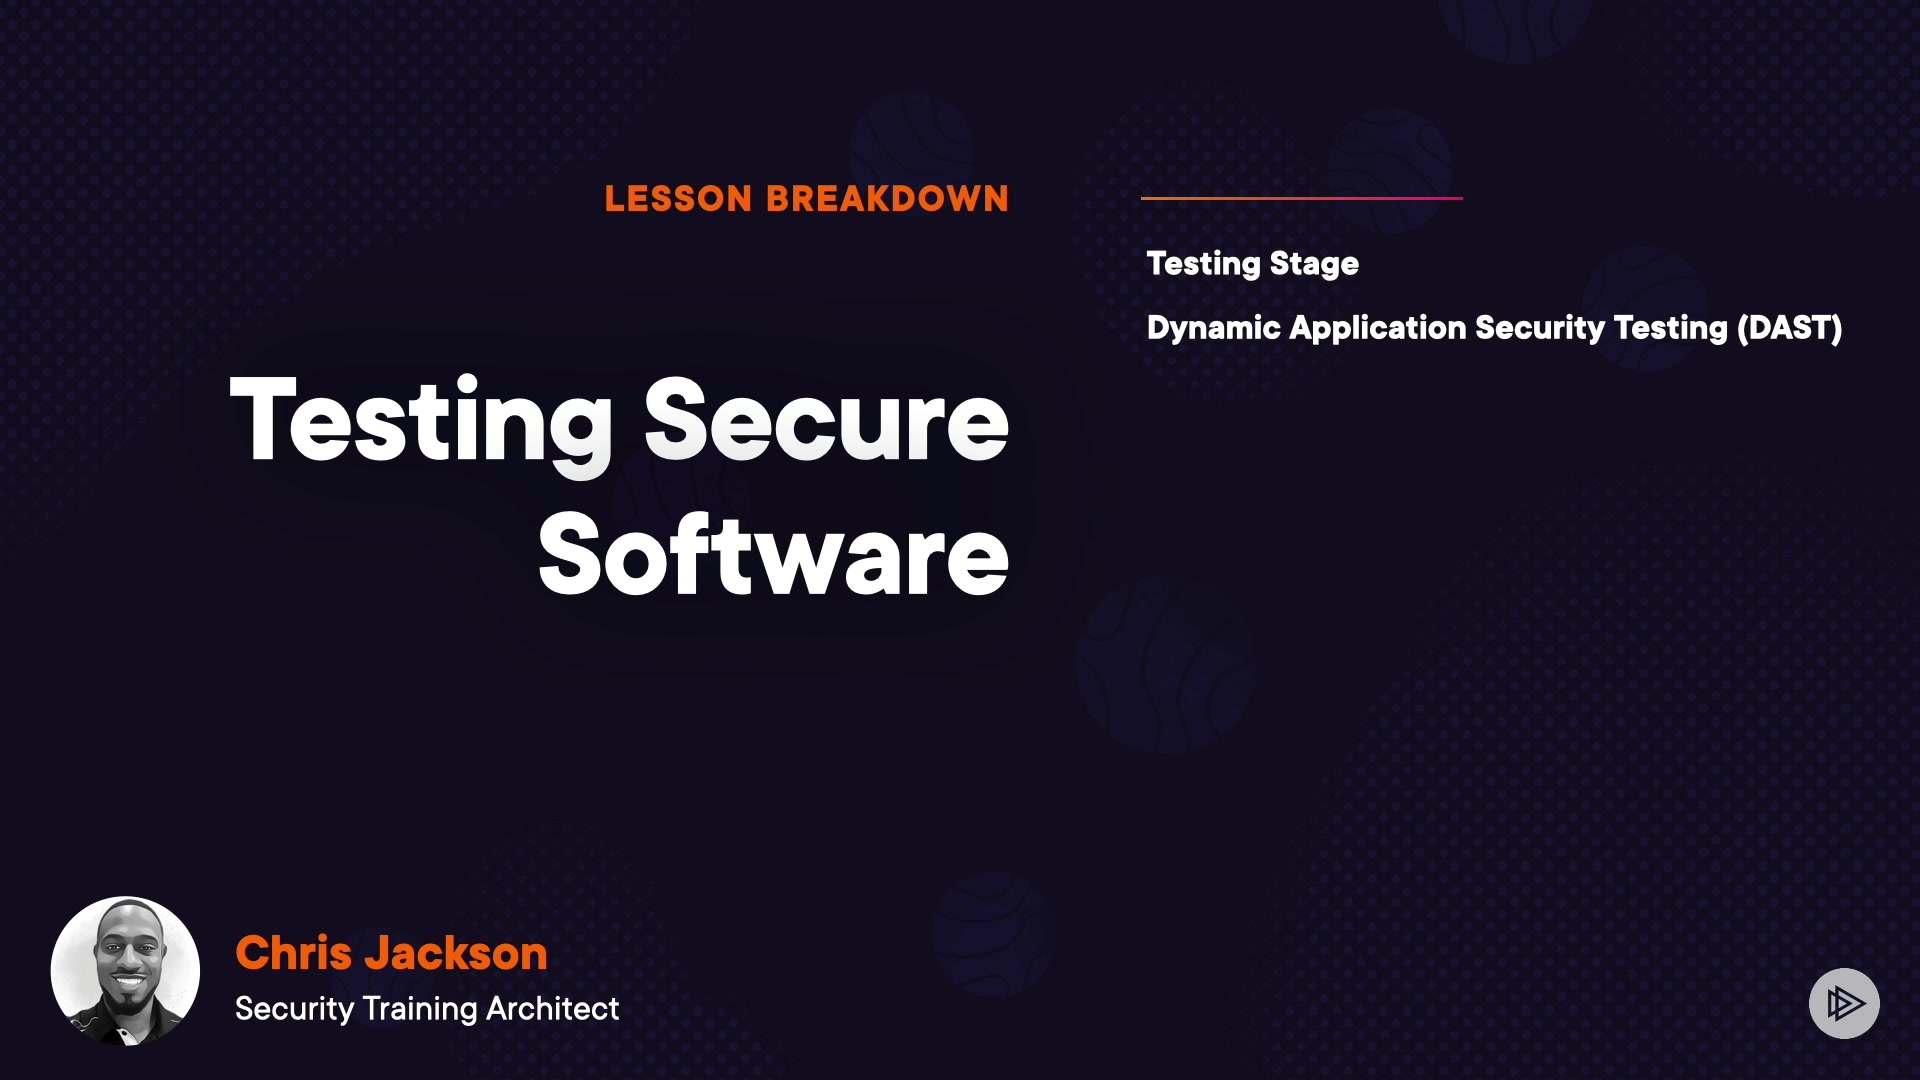 LESSON BREAKDOWN
Testing Secure
Software
Testing Stage
Dynamic Application Security Testing (DAST)
Chris Jackson
Security Training Architect